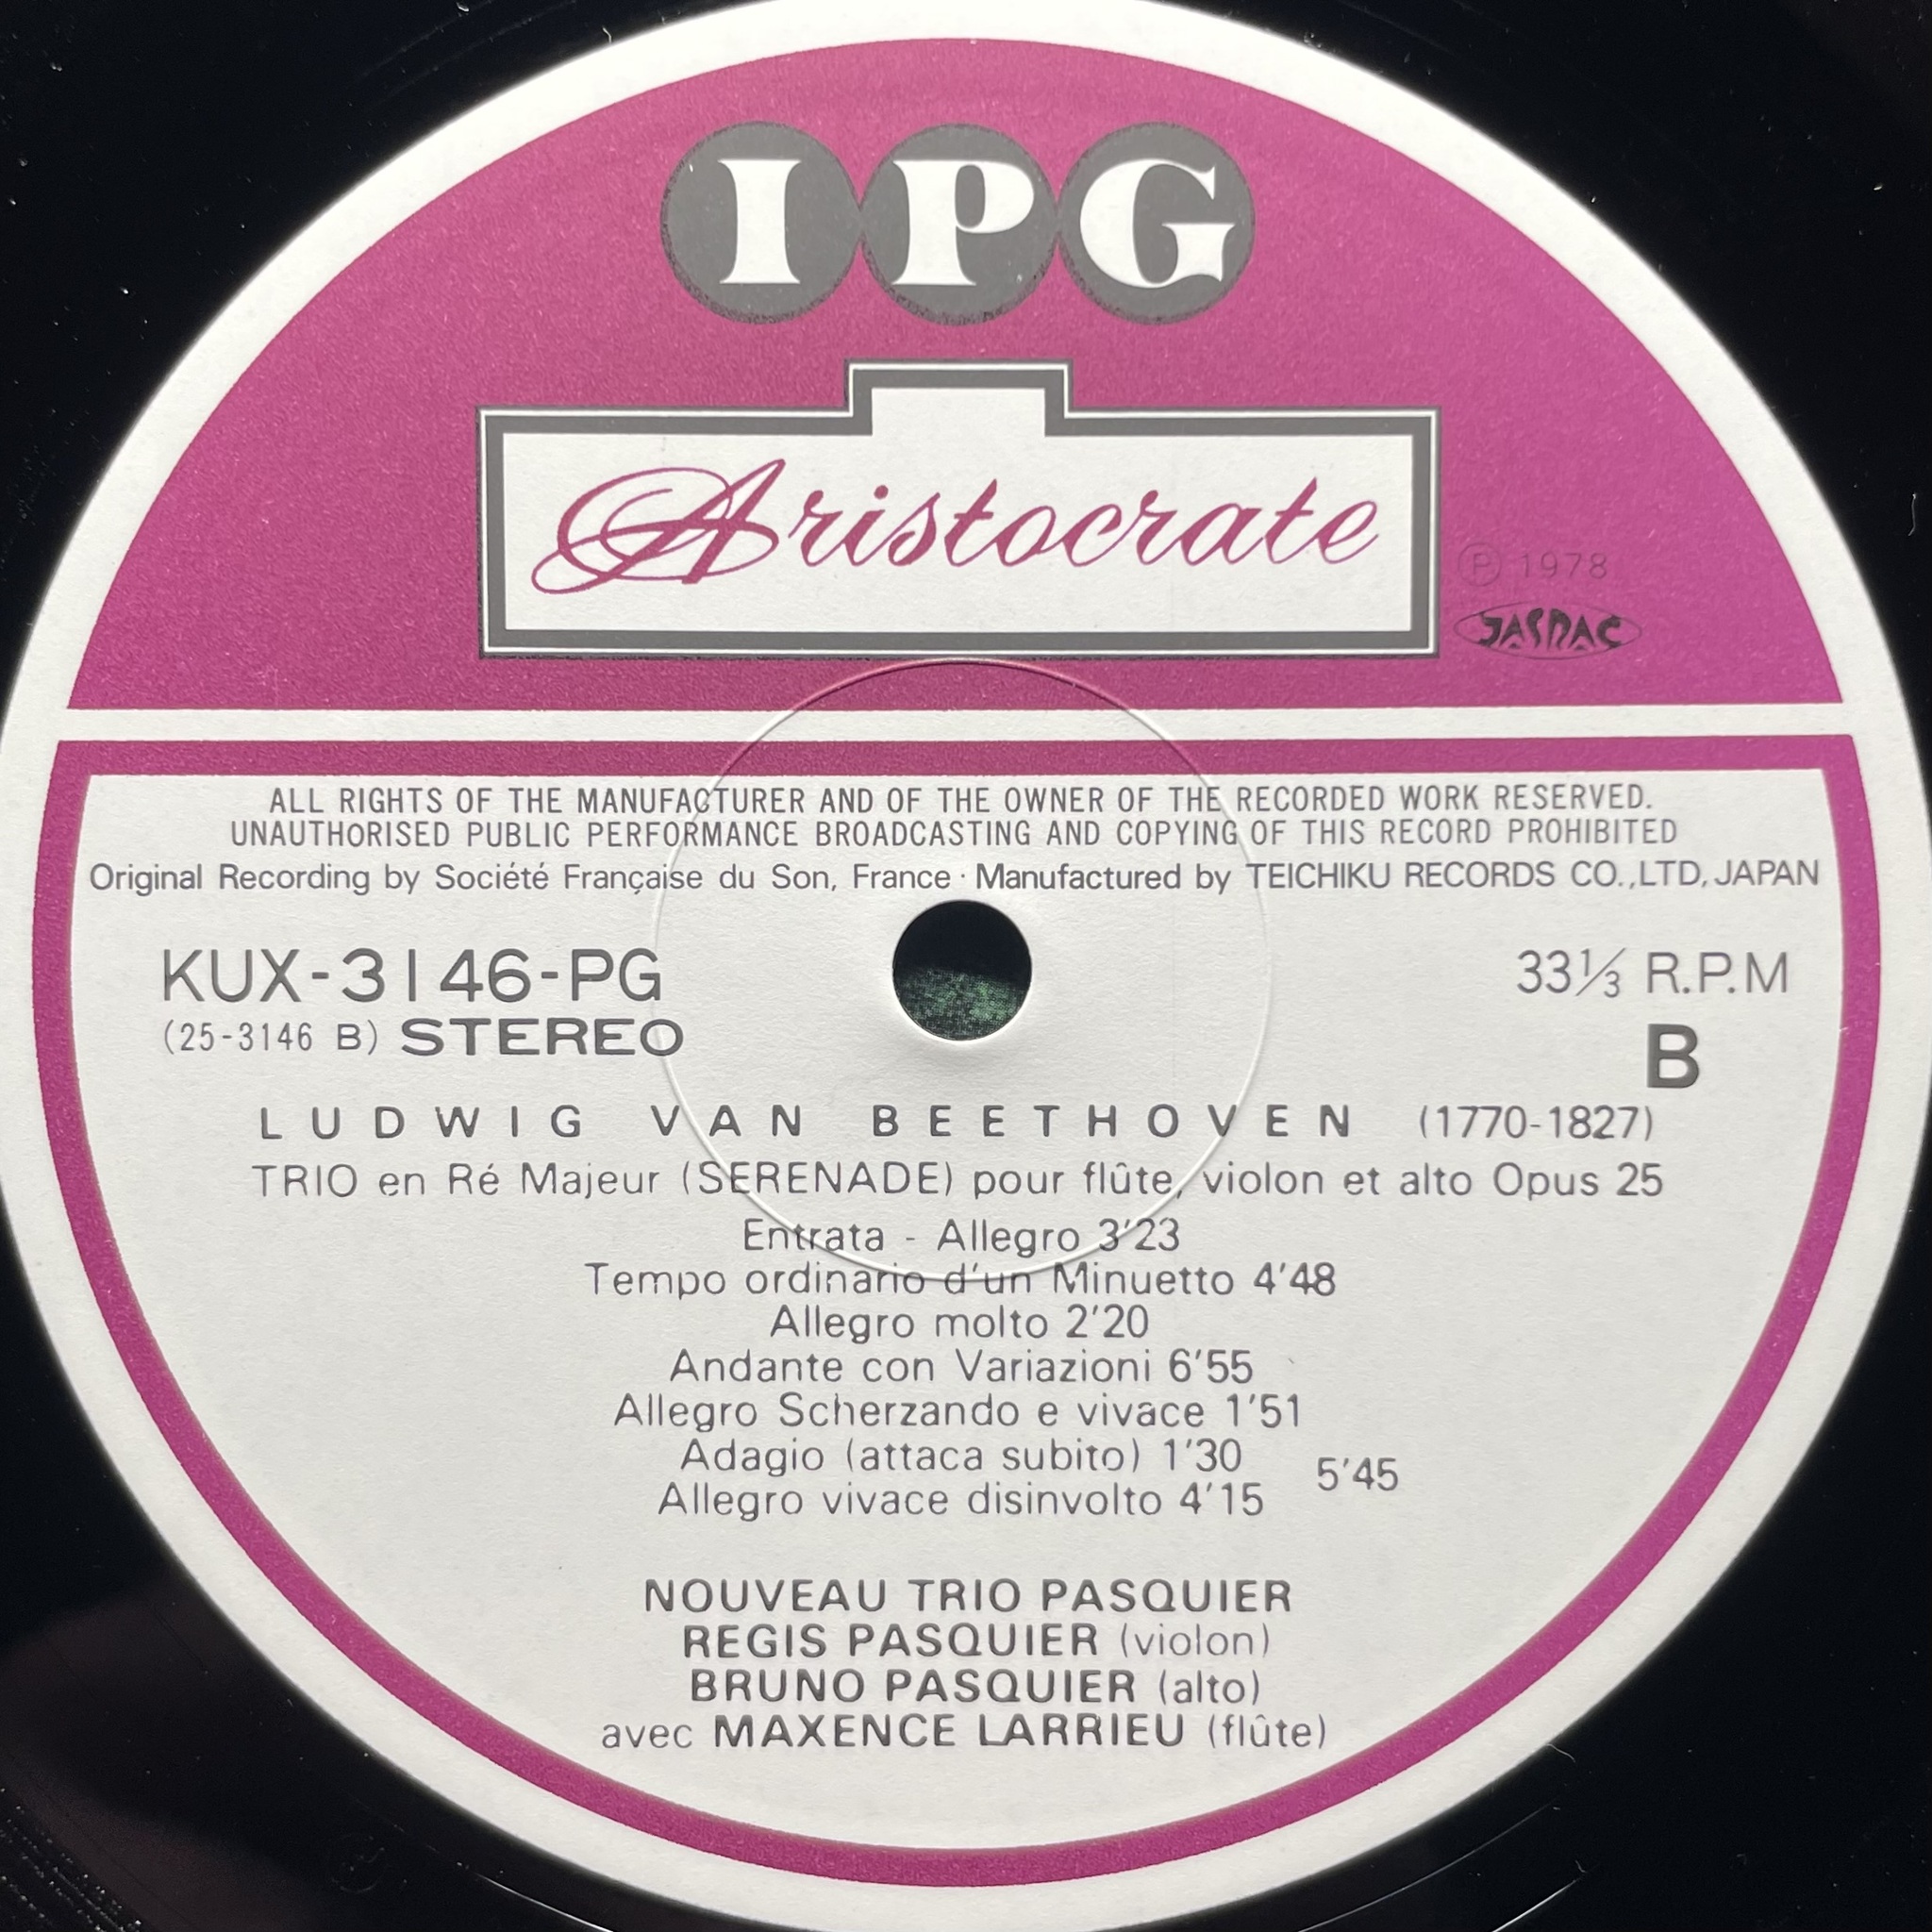 I P G
Aristocrate
Ⓟ 1978
JASRAC
ALL RIGHTS OF THE MANUFACTURER AND OF THE OWNER OF THE RECORDED WORK RESERVED.
UNAUTHORISED PUBLIC PERFORMANCE BROADCASTING AND COPYING OF THIS RECORD PROHIBITED
Original Recording by Société Française du Son, France · Manufactured by TEICHIKU RECORDS CO.,LTD, JAPAN
KUX-3146-PG 33⅓ R.P.M
(25-3146 B) STEREO B
LUDWIG VAN BEETHOVEN (1770-1827)
TRIO en Ré Majeur (SERENADE) pour flûte, violon et alto Opus 25
Entrata - Allegro 3'23
Tempo ordinario d'un Minuetto 4'48
Allegro molto 2'20
Andante con Variazioni 6'55
Allegro Scherzando e vivace 1'51
Adagio (attaca subito) 1'30
5'45
Allegro vivace disinvolto 4'15
NOUVEAU TRIO PASQUIER
REGIS PASQUIER (violon)
BRUNO PASQUIER (alto)
avec MAXENCE LARRIEU (flûte)